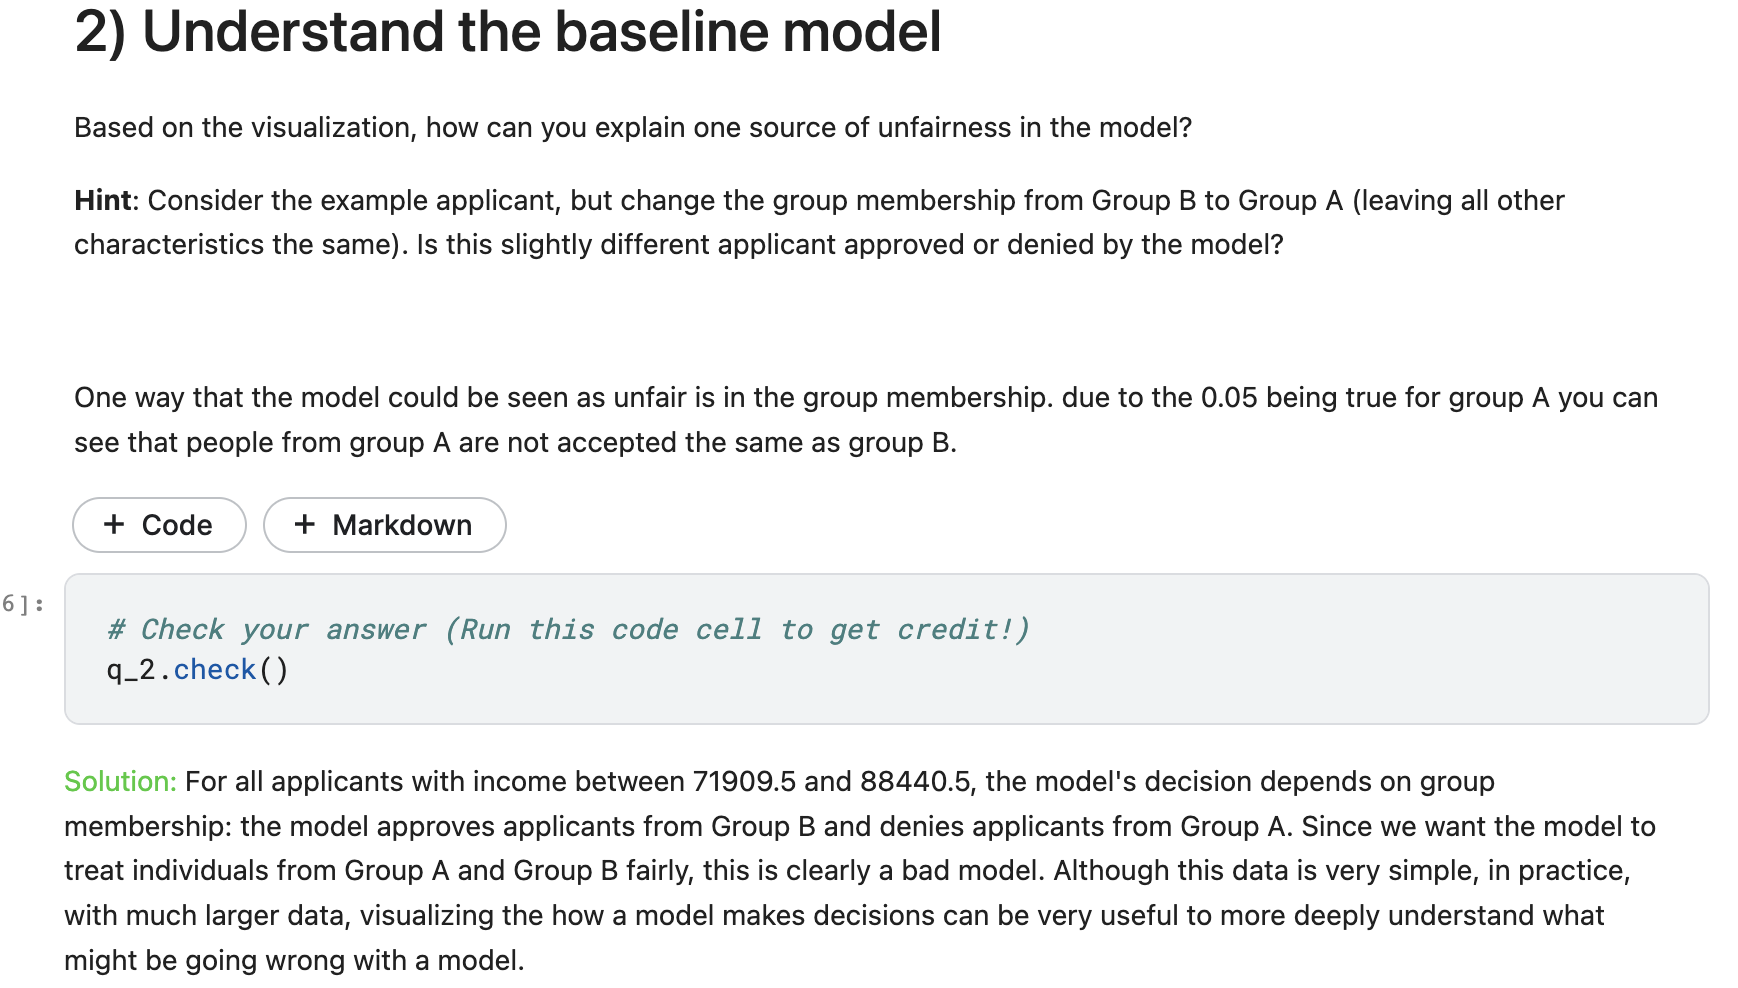 2) Understand the baseline model
Based on the visualization, how can you explain one source of unfairness in the model?
Hint: Consider the example applicant, but change the group membership from Group B to Group A (leaving all other
characteristics the same). Is this slightly different applicant approved or denied by the model?
One way that the model could be seen as unfair is in the group membership. due to the 0.05 being true for group A you can
see that people from group A are not accepted the same as group B.
+ Code + Markdown
6]:
# Check your answer (Run this code cell to get credit!)
q_2.check()
Solution: For all applicants with income between 71909.5 and 88440.5, the model's decision depends on group
membership: the model approves applicants from Group B and denies applicants from Group A. Since we want the model to
treat individuals from Group A and Group B fairly, this is clearly a bad model. Although this data is very simple, in practice,
with much larger data, visualizing the how a model makes decisions can be very useful to more deeply understand what
might be going wrong with a model.